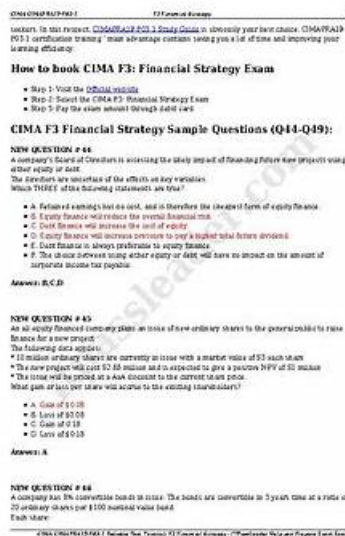 F3 Financial Strategy
seekers. In this respect, CIMAPRA19-F03-1 Study Guide is obviously your best choice. CIMAPRA19-
F03-1 certification training ' main advantage contains saving you a lot of time and improving your
learning efficiency.
How to book CIMA F3: Financial Strategy Exam
Step 1: Visit the Official website
Step 2: Select the CIMA F3: Financial Strategy Exam
Step 3: Pay the exam amount through debit card
CIMA F3 Financial Strategy Sample Questions (Q44-Q49):
NEW QUESTION # 44
A company's Board of Directors is assessing the likely impact of financing future new projects using
either equity or debt.
The directors are uncertain of the effects on key variables.
Which THREE of the following statements are true?
A. Retained earnings has no cost, and is therefore the cheapest form of equity finance.
B. Equity finance will reduce the overall financial risk.
C. Debt finance will increase the cost of equity.
D. Equity finance will increase pressure to pay a higher total future dividend.
E. Debt finance is always preferable to equity finance.
F. The choice between using either equity or debt will have no impact on the amount of
corporate income tax payable.
Answer: B,C,D
NEW QUESTION # 45
An all equity financed company plans an issue of new ordinary shares to the general public to raise
finance for a new project.
The following data applies:
* 10 million ordinary shares are currently in issue with a market value of $3 each share
* The new project will cost $2.88 million and is expected to give a positive NPV of $1 million
* The issue will be priced at a discount to the current share price.
What gain or loss per share will accrue to the existing shareholders?
A. Gain of $0.08
B. Loss of $0.08
C. Gain of 0.18
D. Loss of $0.18
Answer: A
NEW QUESTION # 46
A company has 8% convertible bonds in issue. The bonds are convertible in 3 years time at a ratio of
20 ordinary shares per $100 nominal value bond.
Each share: